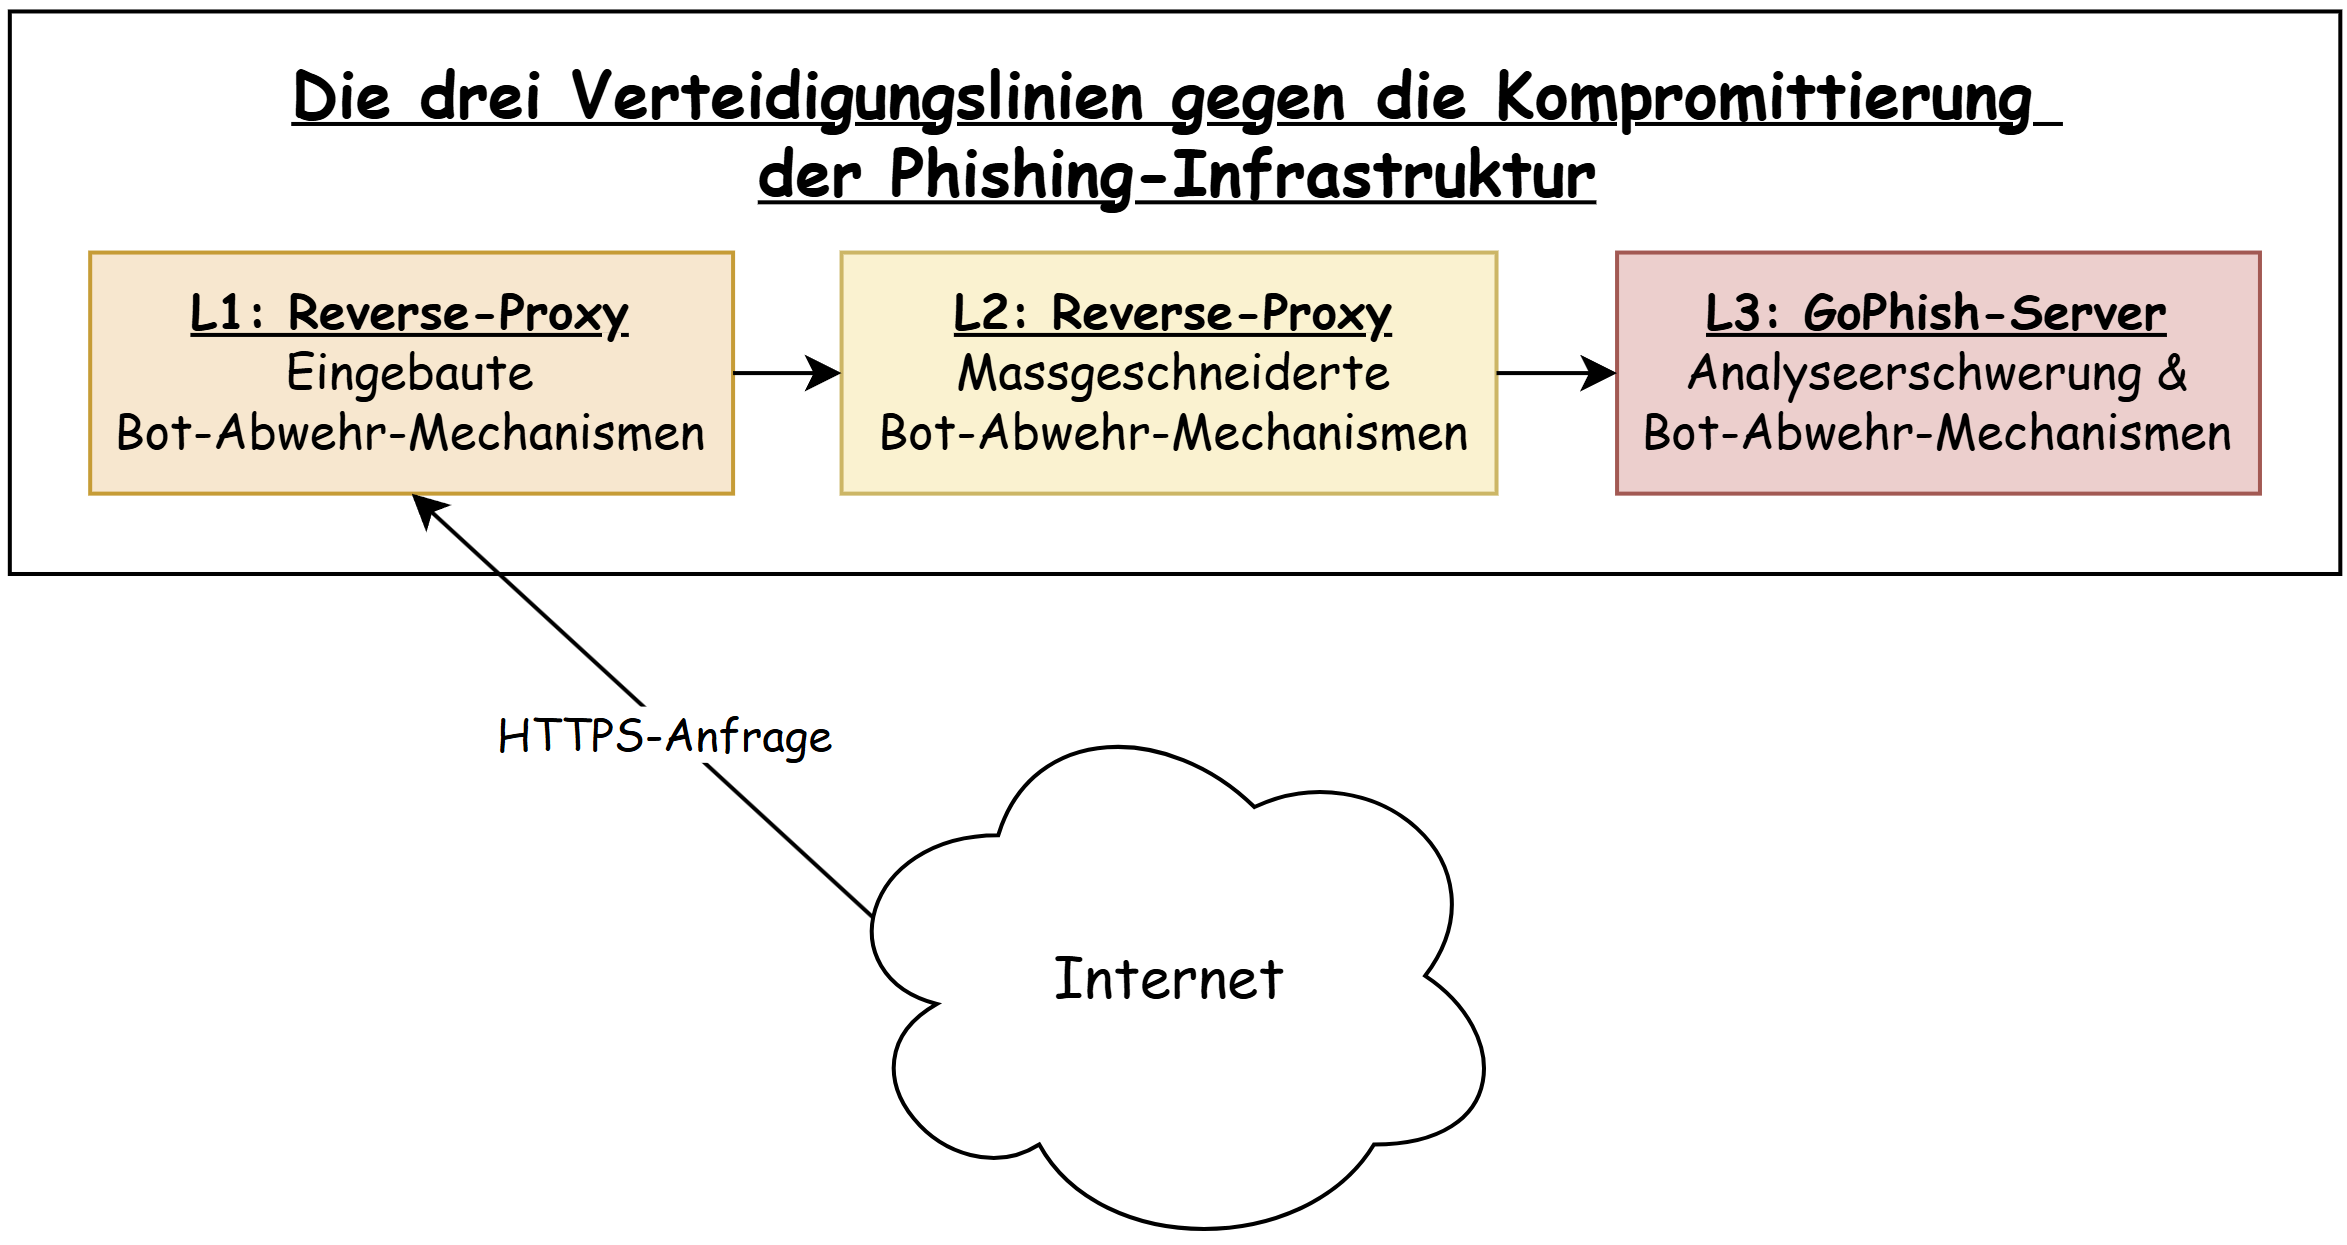 Die drei Verteidigungslinien gegen die Kompromittierung
der Phishing-Infrastruktur
L1: Reverse-Proxy
Eingebaute
Bot-Abwehr-Mechanismen
L2: Reverse-Proxy
Massgeschneiderte
Bot-Abwehr-Mechanismen
L3: GoPhish-Server
Analyseerschwerung &
Bot-Abwehr-Mechanismen
HTTPS-Anfrage
Internet